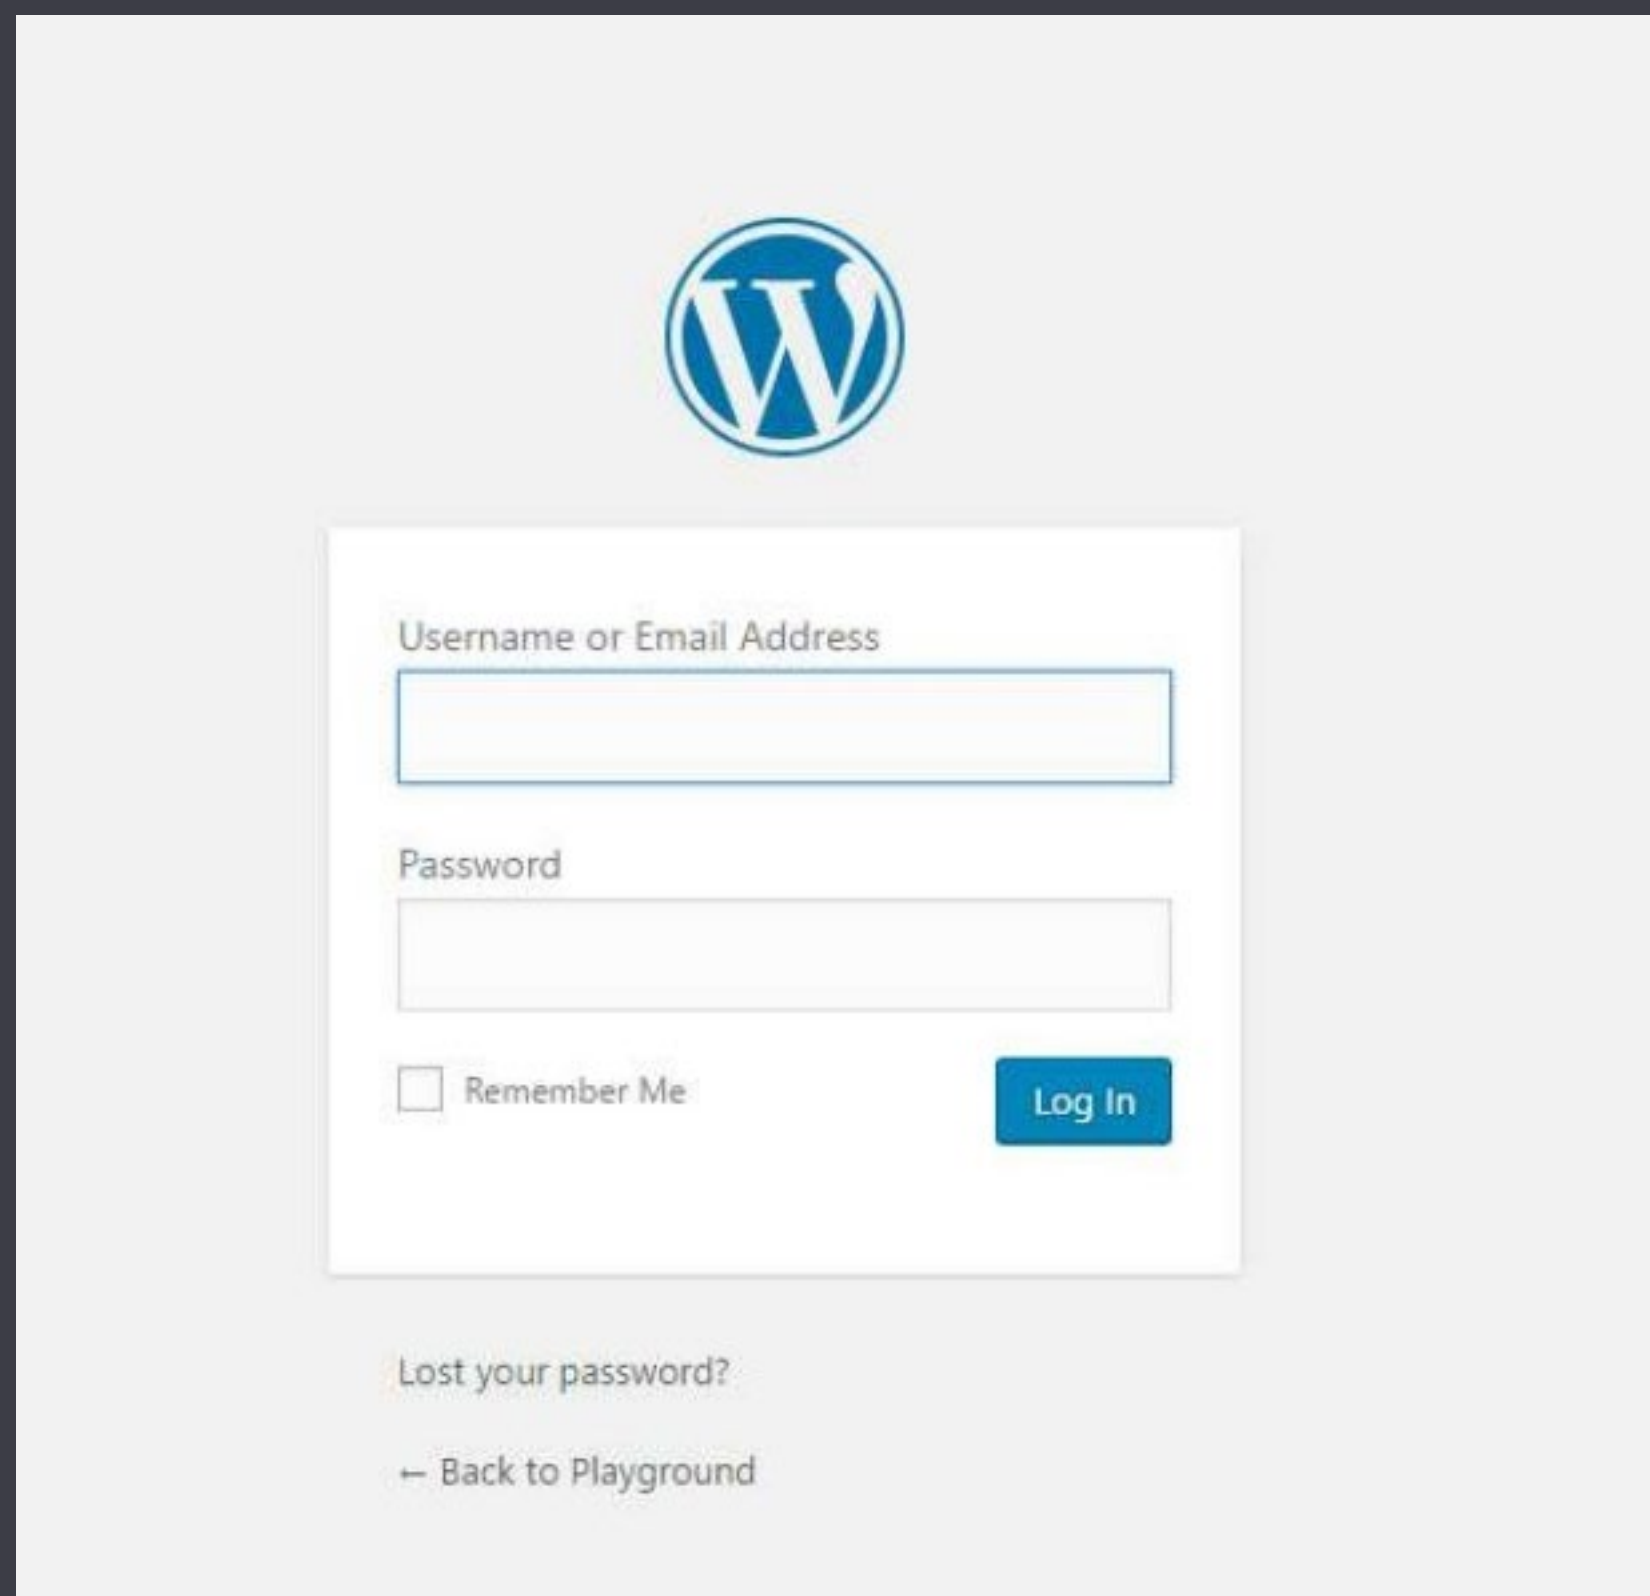 W
Username or Email Address
Password
Remember Me
Log In
Lost your password?
← Back to Playground